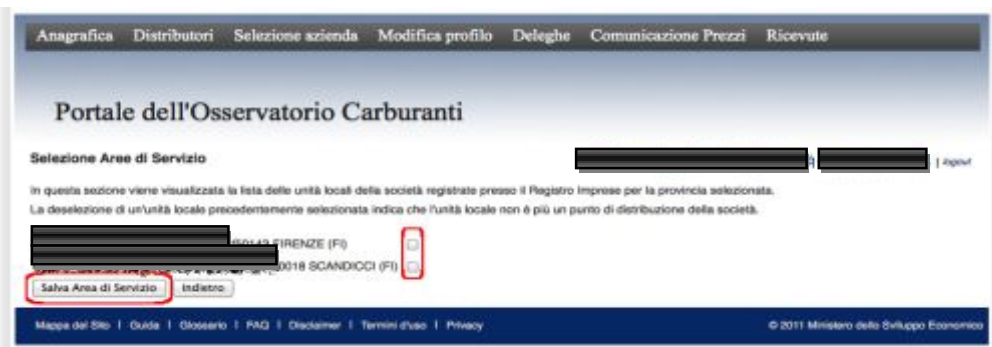 Anagrafica Distributori Selezione azienda Modifica profilo Deleghe Comunicazione Prezzi Ricevute
Portale dell'Osservatorio Carburanti
Selezione Aree di Servizio
| logout
In questa sezione viene visualizzata la lista delle unità locali della società registrate presso il Registro Imprese per la provincia selezionata.
La deselezione di un'unità locale precedentemente selezionata indica che l'unità locale non è più un punto di distribuzione della società.
FIRENZE (FI)
SCANDICCI (FI)
Salva Area di Servizio Indietro
Mappa del Sito | Guida | Glossario | FAQ | Disclaimer | Termini d'uso | Privacy © 2011 Ministero dello Sviluppo Economico